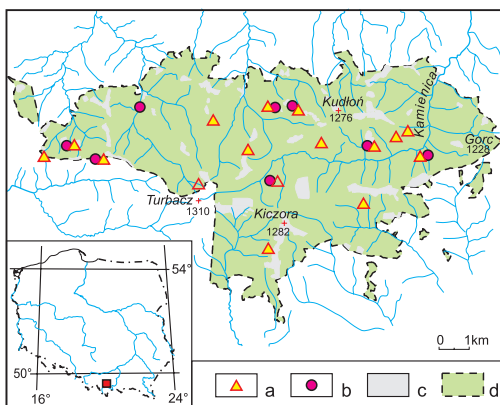 Kudłoń
1276
Kamienica
Gorc
1228
Turbacz
1310
Kiczora
1282
0 1km
54°
50°
16° 24°
a b c d